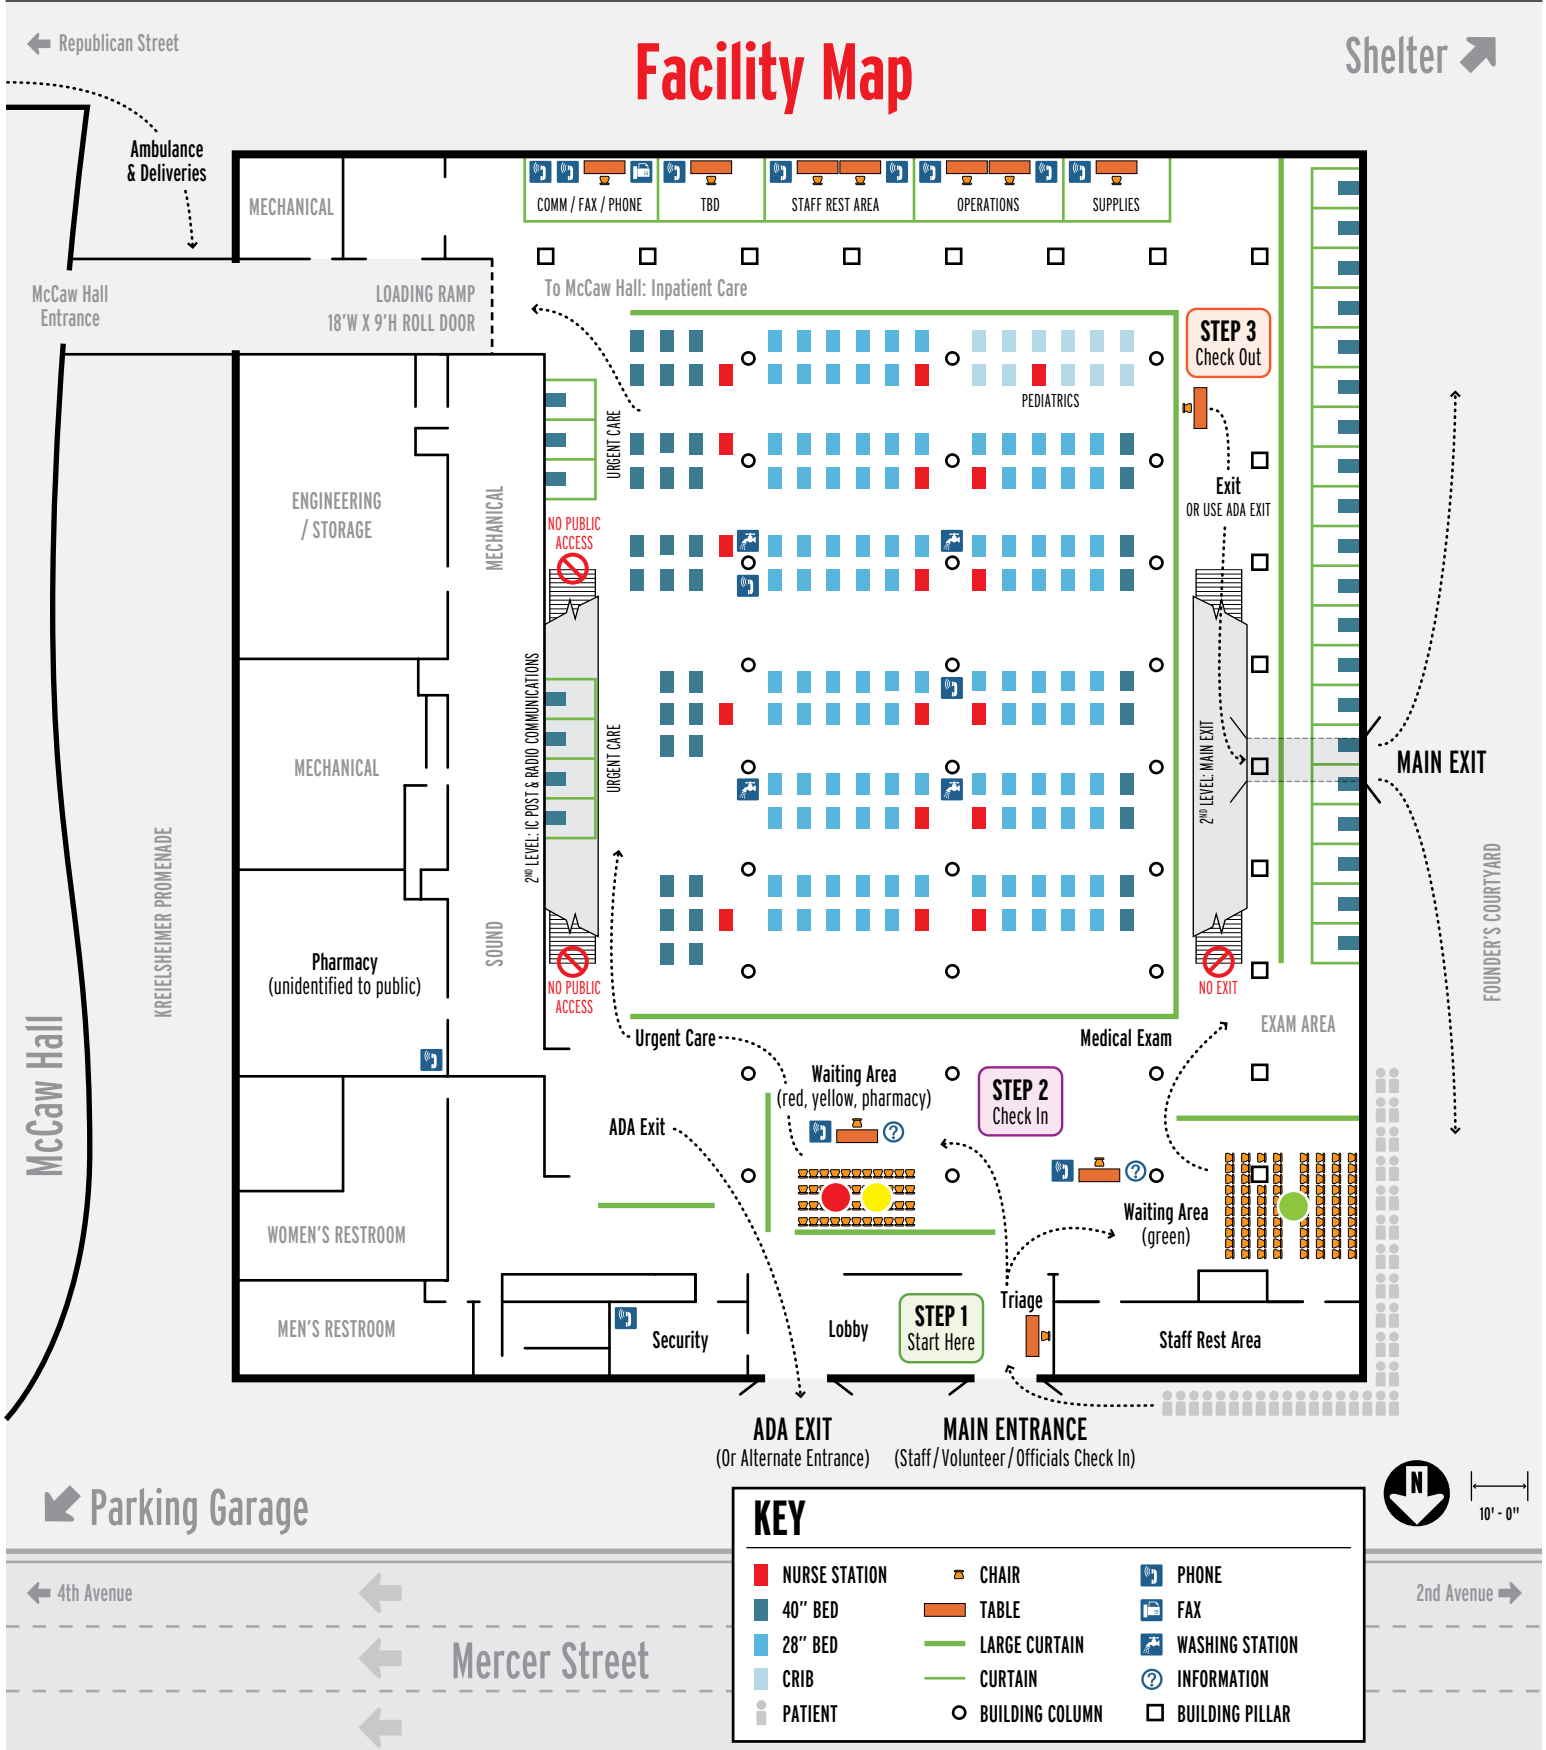 Republican Street
Facility Map
Shelter
Ambulance
& Deliveries
MECHANICAL
COMM / FAX / PHONE
TBD
STAFF REST AREA
OPERATIONS
SUPPLIES
McCaw Hall
Entrance
LOADING RAMP
18'W X 9'H ROLL DOOR
To McCaw Hall: Inpatient Care
STEP 3
Check Out
PEDIATRICS
URGENT CARE
ENGINEERING
/ STORAGE
MECHANICAL
Exit
OR USE ADA EXIT
NO PUBLIC
ACCESS
2ND LEVEL: IC POST & RADIO COMMUNICATIONS
URGENT CARE
2ND LEVEL: MAIN EXIT
MECHANICAL
MAIN EXIT
KREIELSHEIMER PROMENADE
FOUNDER'S COURTYARD
SOUND
Pharmacy
(unidentified to public)
NO PUBLIC
ACCESS
NO EXIT
McCaw Hall
Urgent Care
Medical Exam
EXAM AREA
Waiting Area
(red, yellow, pharmacy)
STEP 2
Check In
ADA Exit
WOMEN'S RESTROOM
Waiting Area
(green)
MEN'S RESTROOM
Security
Lobby
STEP 1
Start Here
Triage
Staff Rest Area
ADA EXIT
(Or Alternate Entrance)
MAIN ENTRANCE
(Staff / Volunteer / Officials Check In)
Parking Garage
N
10' - 0"
KEY
NURSE STATION
40" BED
28" BED
CRIB
PATIENT
CHAIR
TABLE
LARGE CURTAIN
CURTAIN
BUILDING COLUMN
PHONE
FAX
WASHING STATION
INFORMATION
BUILDING PILLAR
4th Avenue
2nd Avenue
Mercer Street